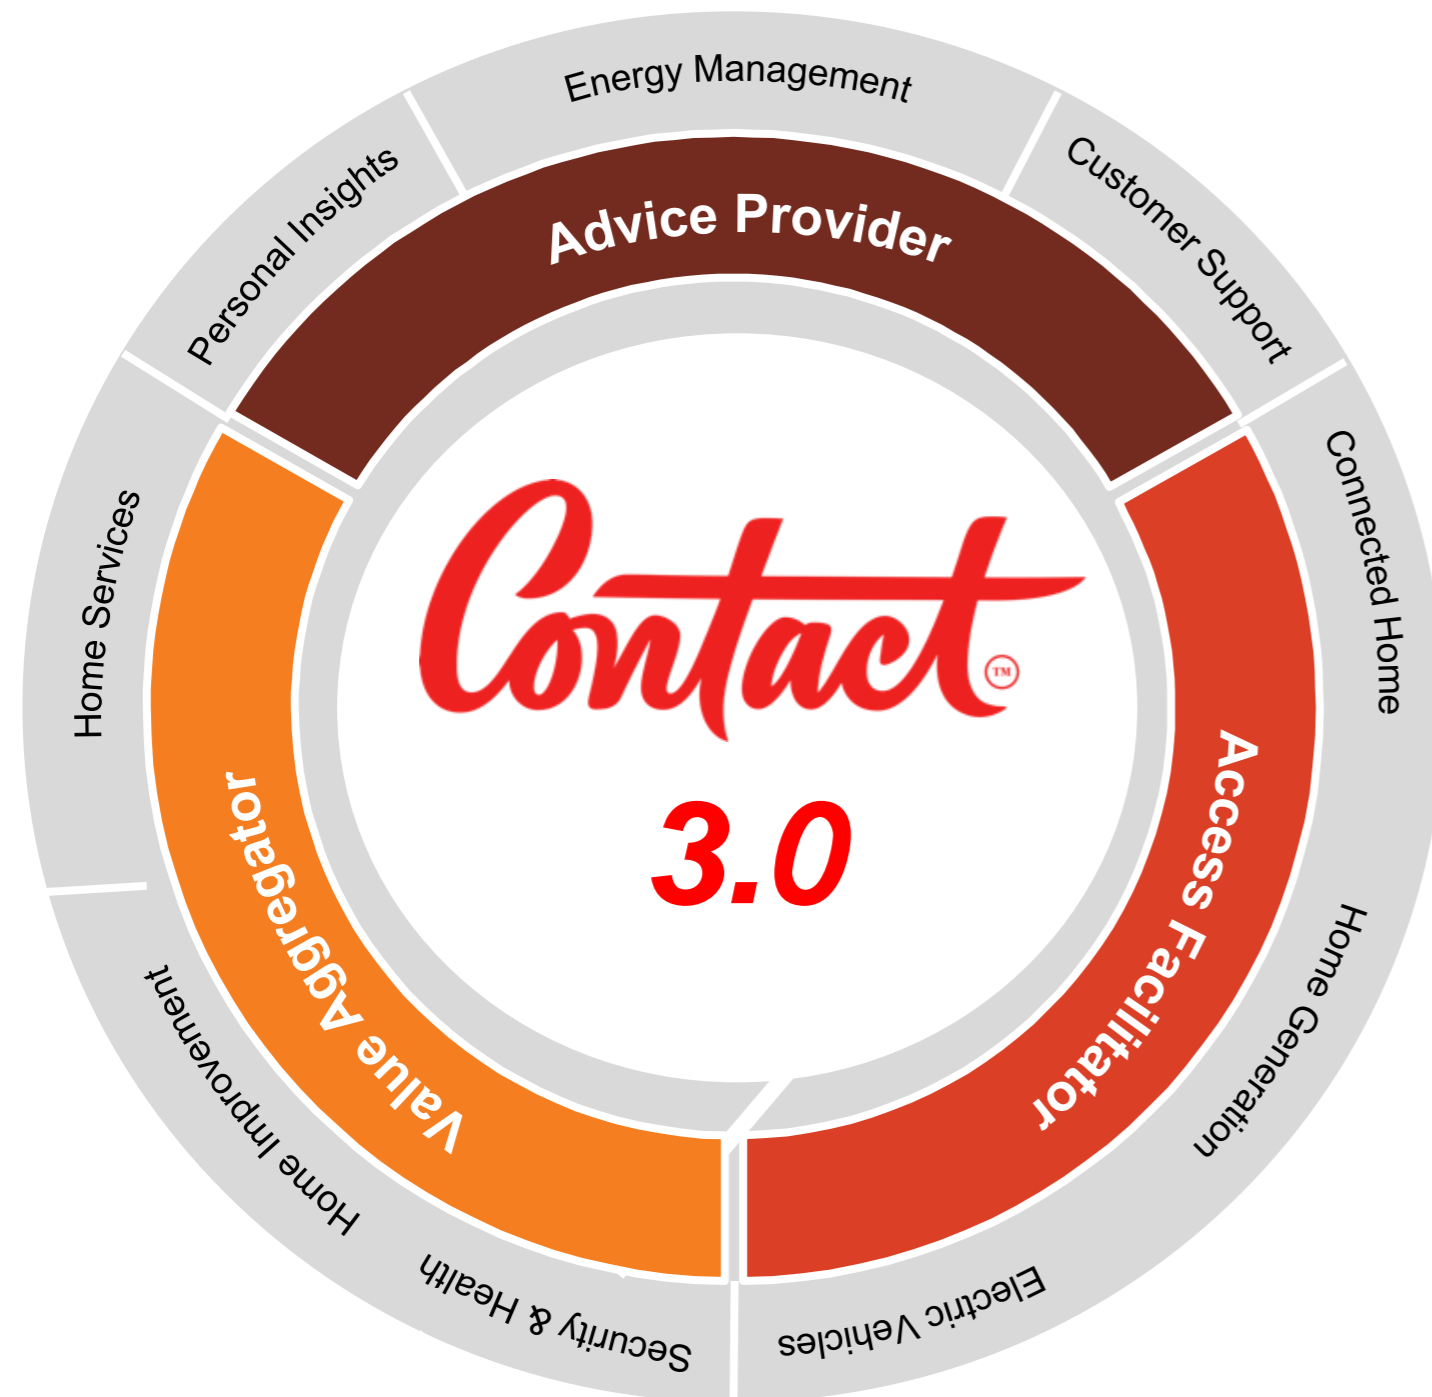 Energy Management
Customer Support
Connected Home
Home Generation
Electric Vehicles
Security & Health
Home Improvement
Home Services
Personal Insights
Advice Provider
Access Facilitator
Value Aggregator
Contact™
3.0